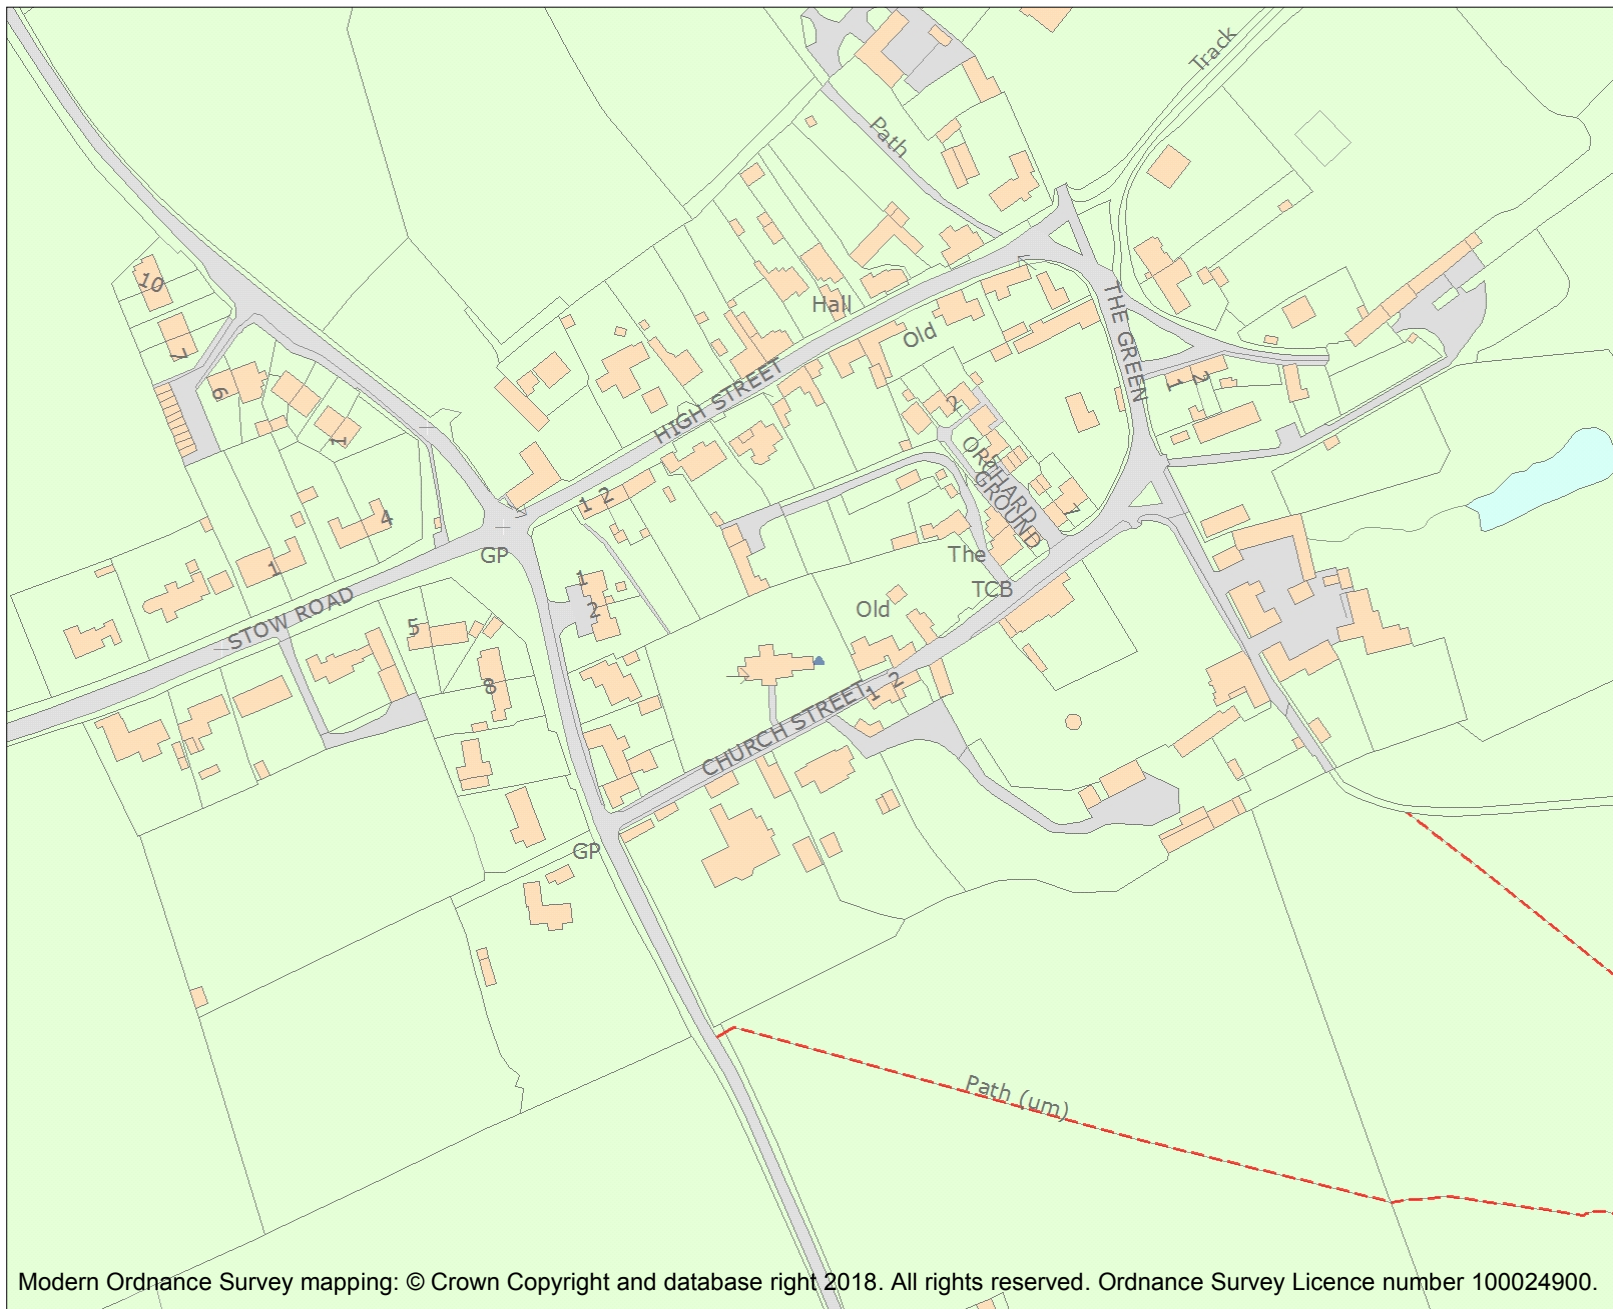 Track
Path
10
7
6
1
Hall
Old
THE GREEN
1 2
HIGH STREET
2
5
ORCHARD
GROUND
7
1 2
4
GP
1
The
TCB
1
2
Old
STOW ROAD
5
8
1 2
CHURCH STREET
GP
Path (um)
Modern Ordnance Survey mapping: © Crown Copyright and database right 2018. All rights reserved. Ordnance Survey Licence number 100024900.